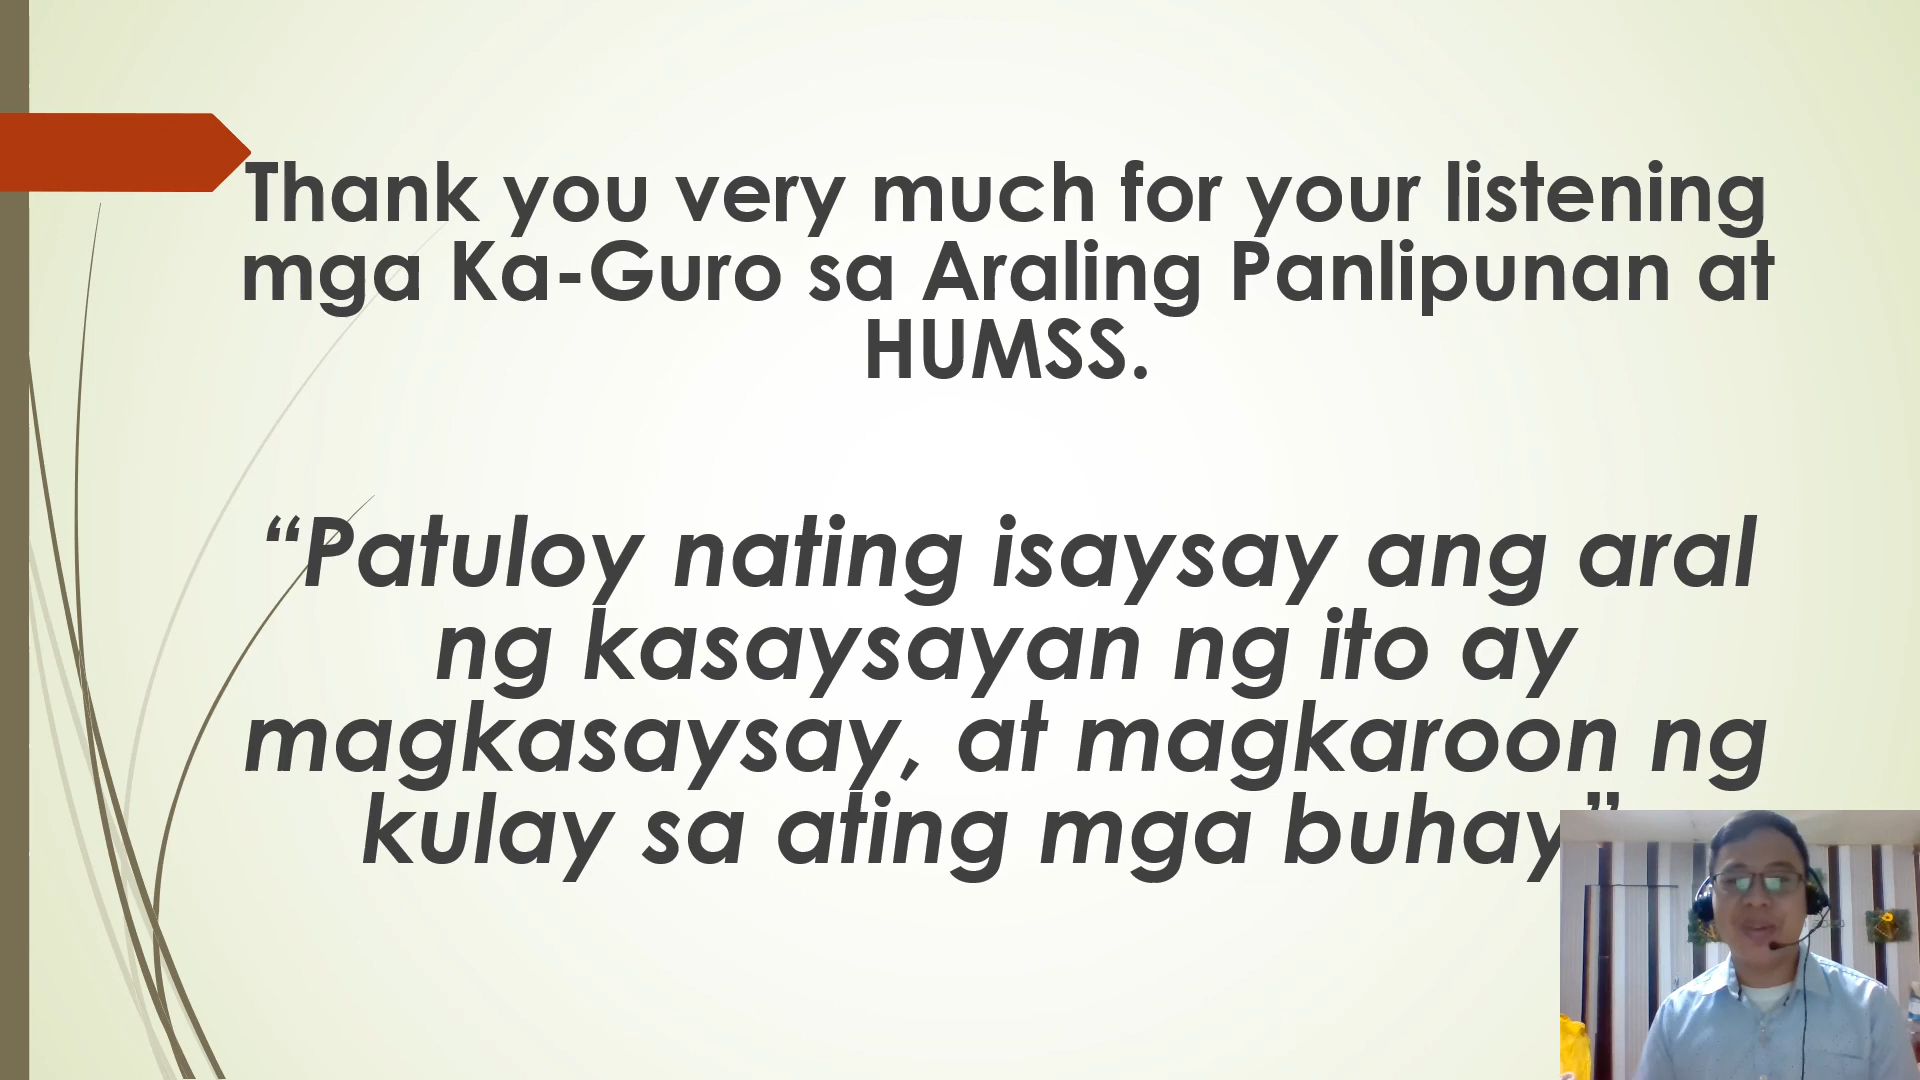 Thank you very much for your listening
mga Ka-Guro sa Araling Panlipunan at
HUMSS.
“Patuloy nating isaysay ang aral
ng kasaysayan ng ito ay
magkasaysay, at magkaroon ng
kulay sa ating mga buhay”